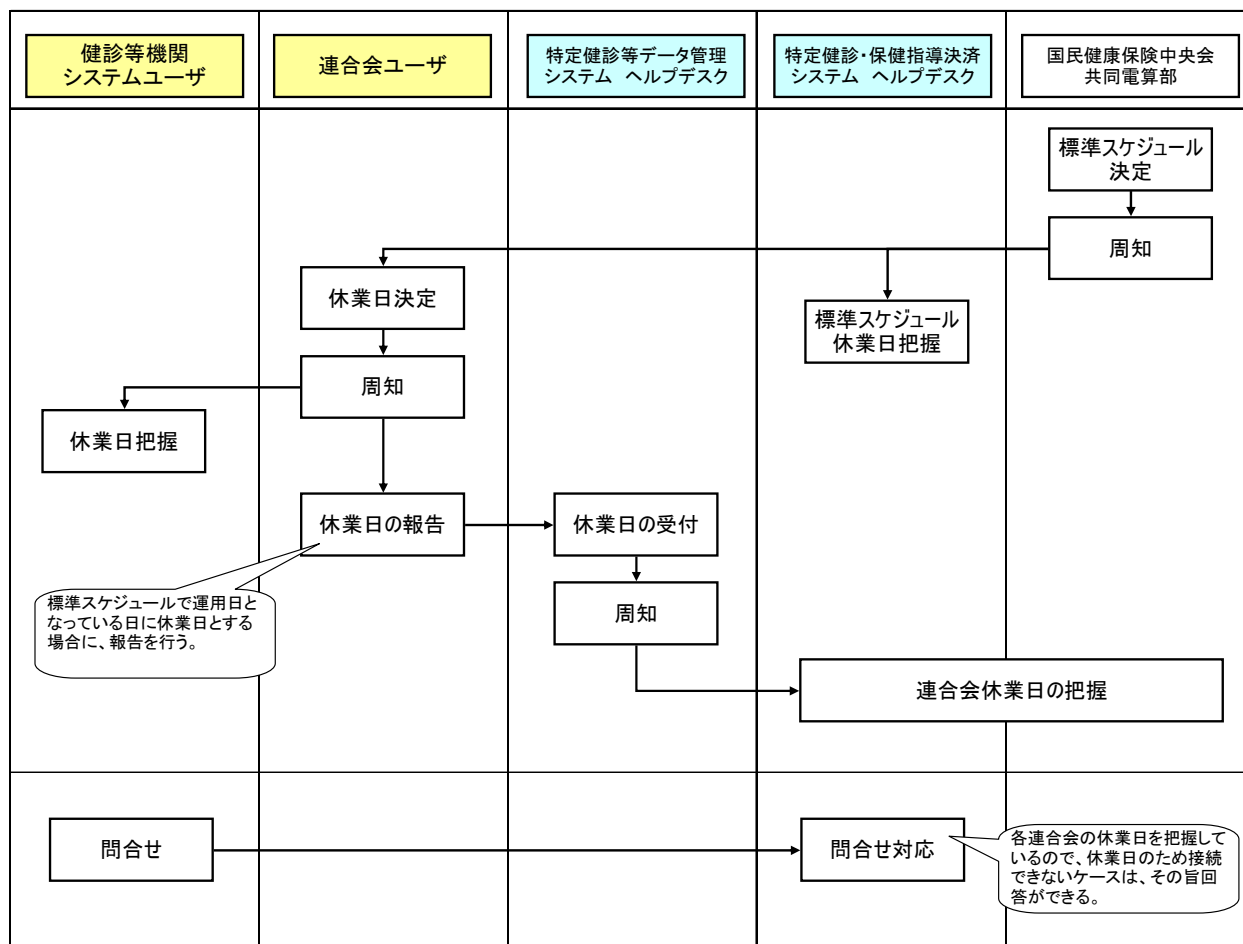 健診等機関
システムユーザ
連合会ユーザ
特定健診等データ管理
システム ヘルプデスク
特定健診・保健指導決済
システム ヘルプデスク
国民健康保険中央会
共同電算部
標準スケジュール
決定
周知
休業日決定
標準スケジュール
休業日把握
周知
休業日把握
休業日の報告
休業日の受付
標準スケジュールで運用日と
なっている日に休業日とする
場合に、報告を行う。
周知
連合会休業日の把握
問合せ
問合せ対応
各連合会の休業日を把握して
いるので、休業日のため接続
できないケースは、その旨回
答ができる。